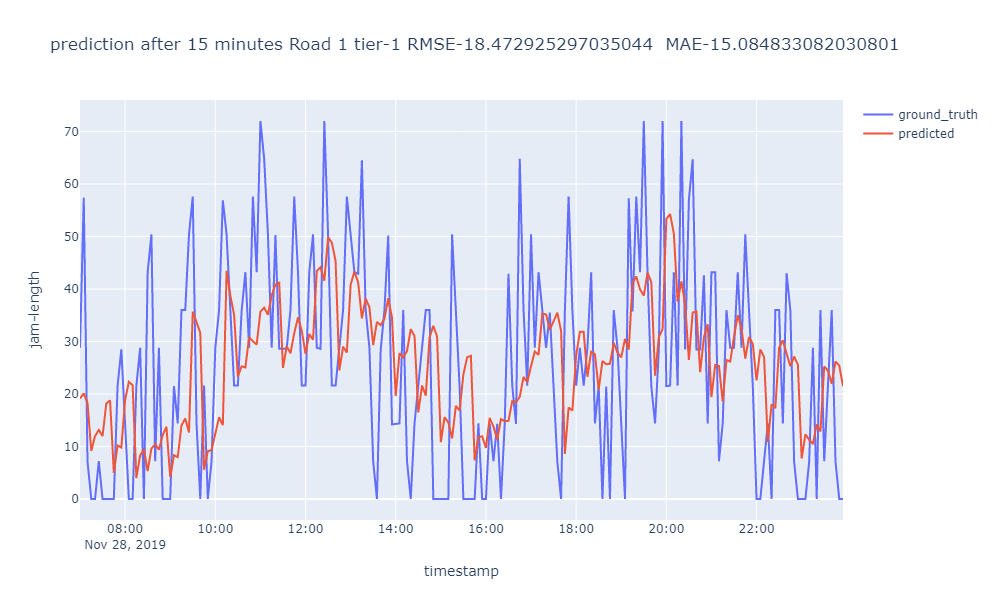 prediction after 15 minutes Road 1 tier-1 RMSE-18.472925297035044  MAE-15.084833082030801
ground_truth
predicted
70
60
50
40
30
20
10
0
jam-length
08:00 10:00 12:00 14:00 16:00 18:00 20:00 22:00
Nov 28, 2019
timestamp